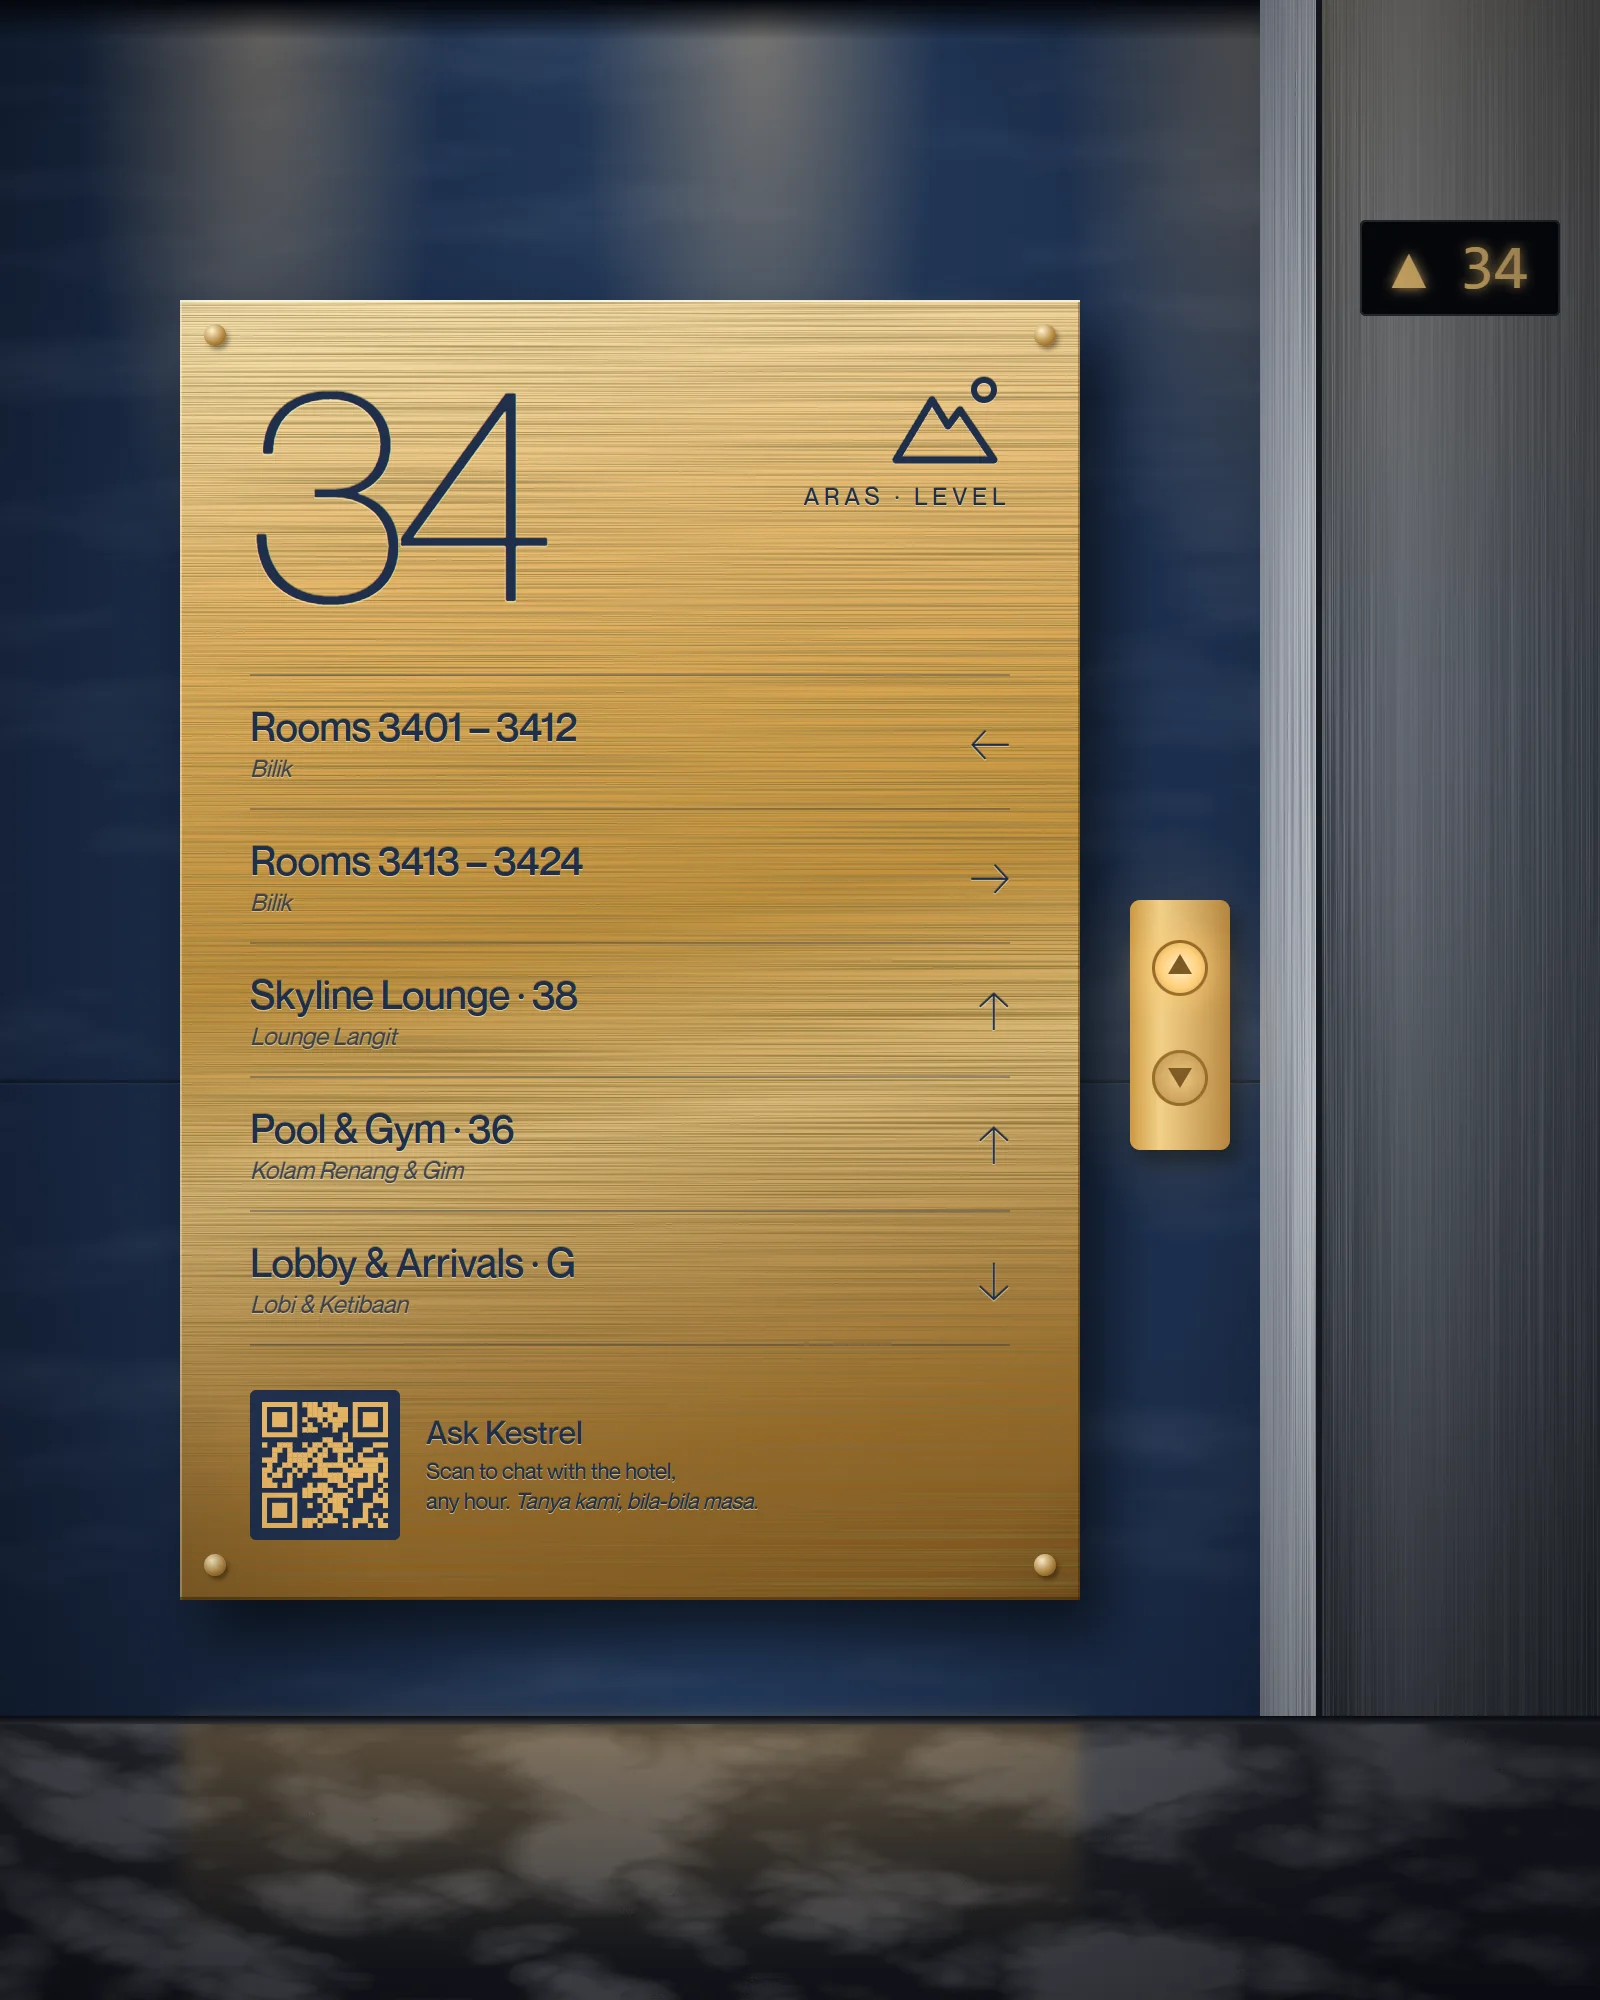 34
ARAS · LEVEL
Rooms 3401 – 3412
Bilik
Rooms 3413 – 3424
Bilik
Skyline Lounge · 38
Lounge Langit
Pool & Gym · 36
Kolam Renang & Gim
Lobby & Arrivals · G
Lobi & Ketibaan
Ask Kestrel
Scan to chat with the hotel,
any hour. Tanya kami, bila-bila masa.
34